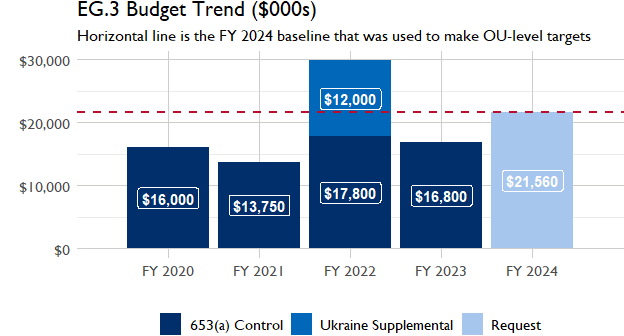 EG.3 Budget Trend ($000s)
Horizontal line is the FY 2024 baseline that was used to make OU-level targets
$30,000
$20,000
$10,000
$0
$16,000
$13,750
$12,000
$17,800
$16,800
$21,560
FY 2020
FY 2021
FY 2022
FY 2023
FY 2024
653(a) Control
Ukraine Supplemental
Request